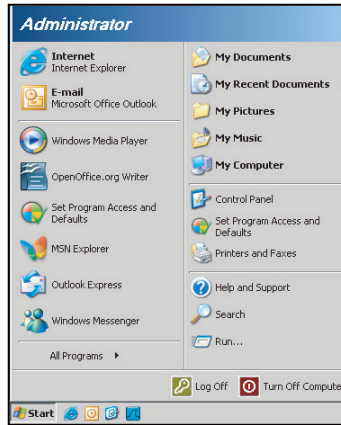 Administrator
Internet
Internet Explorer
E-mail
Microsoft Office Outlook
Windows Media Player
OpenOffice.org Writer
Set Program Access and
Defaults
MSN Explorer
Outlook Express
Windows Messenger
All Programs
My Documents
My Recent Documents
My Pictures
My Music
My Computer
Control Panel
Set Program Access and
Defaults
Printers and Faxes
Help and Support
Search
Run...
Log Off
Turn Off Compute
Start